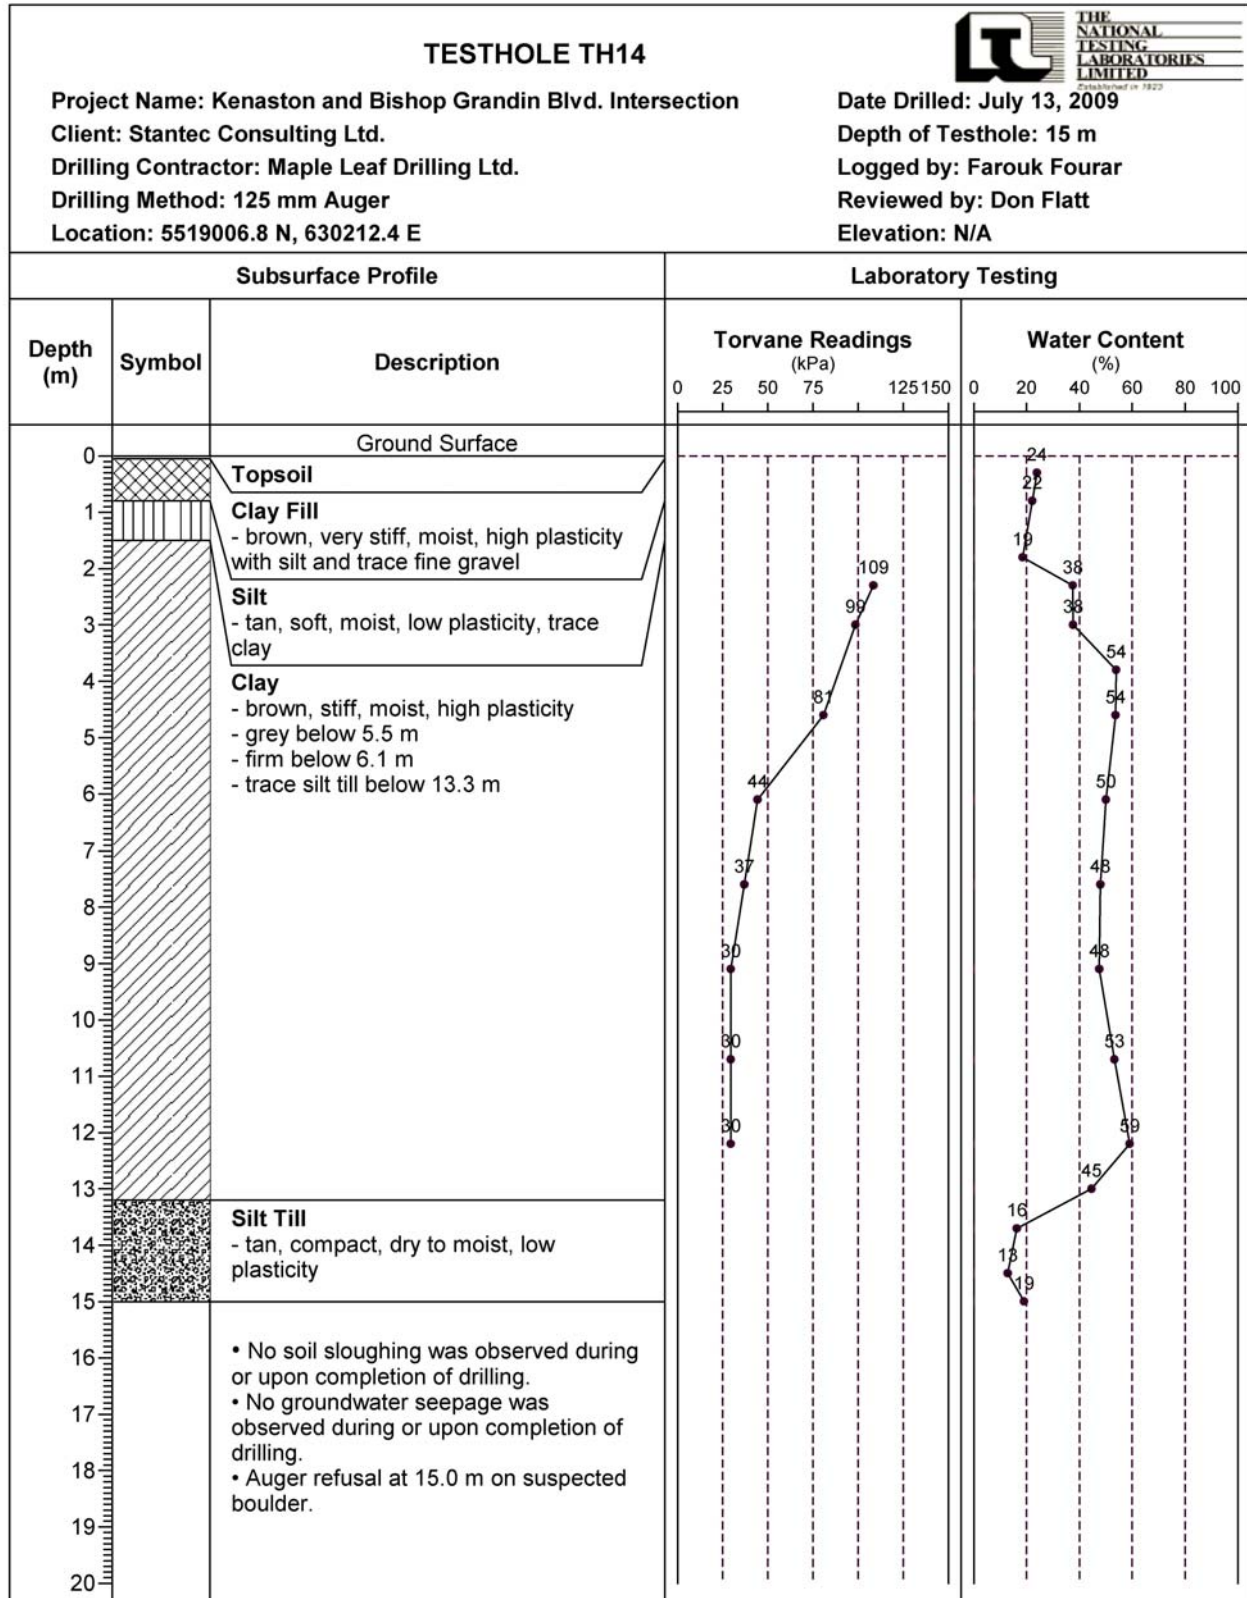 TESTHOLE TH14
THE
NATIONAL
TESTING
LABORATORIES
LIMITED
Established in 1923
Project Name: Kenaston and Bishop Grandin Blvd. Intersection
Client: Stantec Consulting Ltd.
Drilling Contractor: Maple Leaf Drilling Ltd.
Drilling Method: 125 mm Auger
Location: 5519006.8 N, 630212.4 E
Date Drilled: July 13, 2009
Depth of Testhole: 15 m
Logged by: Farouk Fourar
Reviewed by: Don Flatt
Elevation: N/A
Subsurface Profile
Laboratory Testing
Depth
(m)
Symbol
Description
Torvane Readings
(kPa)
0 25 50 75 125 150
Water Content
(%)
0 20 40 60 80 100
Ground Surface
Topsoil
Clay Fill
- brown, very stiff, moist, high plasticity
with silt and trace fine gravel
Silt
- tan, soft, moist, low plasticity, trace
clay
Clay
- brown, stiff, moist, high plasticity
- grey below 5.5 m
- firm below 6.1 m
- trace silt till below 13.3 m
Silt Till
- tan, compact, dry to moist, low
plasticity
• No soil sloughing was observed during
or upon completion of drilling.
• No groundwater seepage was
observed during or upon completion of
drilling.
• Auger refusal at 15.0 m on suspected
boulder.
0
1
2
3
4
5
6
7
8
9
10
11
12
13
14
15
16
17
18
19
20
109
99
81
44
37
30
30
30
24
22
19
38
38
54
54
50
48
48
53
59
45
16
13
19